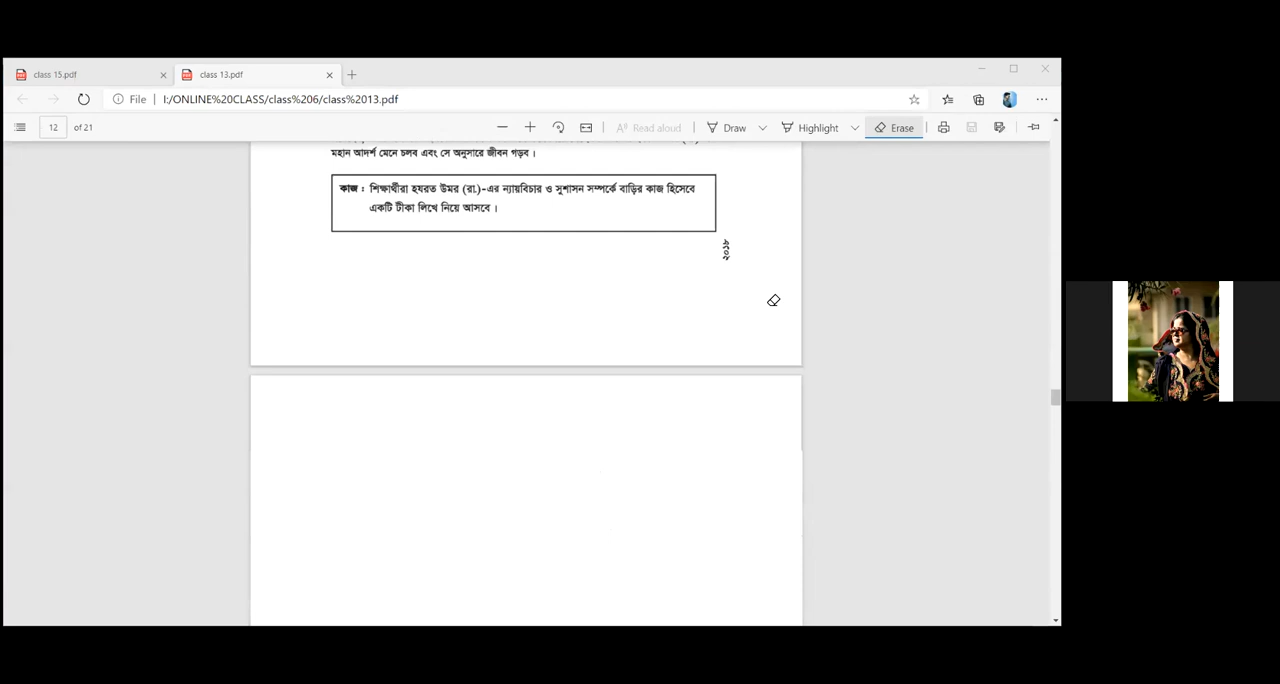 class 15.pdf
class 13.pdf
File
I:/ONLINE%20CLASS/class%206/class%2013.pdf
12 of 21
Read aloud
Draw
Highlight
Erase
মহান আদর্শ মেনে চলব এবং সে অনুসারে জীবন গড়ব।
কাজ : শিক্ষার্থীরা হযরত উমর (রা.)-এর ন্যায়বিচার ও সুশাসন সম্পর্কে বাড়ির কাজ হিসেবে
একটি টীকা লিখে নিয়ে আসবে।
২০১৮